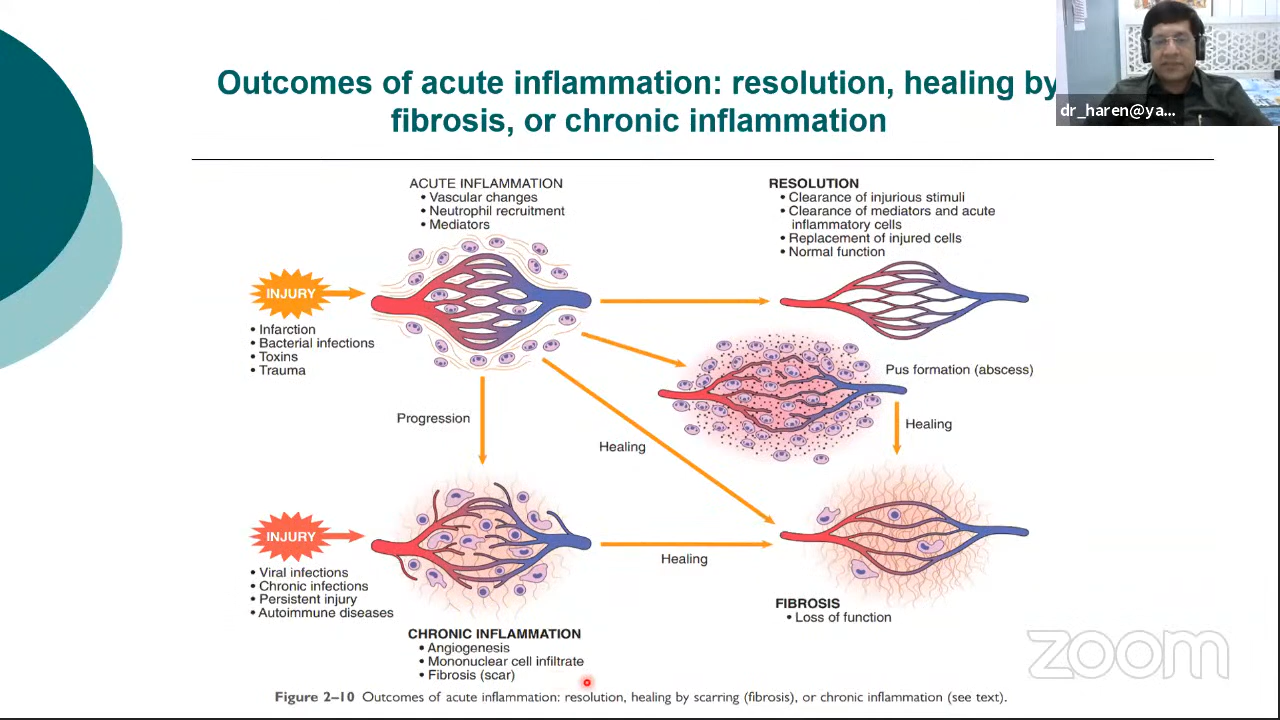 Outcomes of acute inflammation: resolution, healing by
fibrosis, or chronic inflammation
dr_haren@ya...
ACUTE INFLAMMATION
• Vascular changes
• Neutrophil recruitment
• Mediators
RESOLUTION
• Clearance of injurious stimuli
• Clearance of mediators and acute
inflammatory cells
• Replacement of injured cells
• Normal function
INJURY
• Infarction
• Bacterial infections
• Toxins
• Trauma
Pus formation (abscess)
Progression
Healing
Healing
INJURY
• Viral infections
• Chronic infections
• Persistent injury
• Autoimmune diseases
Healing
CHRONIC INFLAMMATION
• Angiogenesis
• Mononuclear cell infiltrate
• Fibrosis (scar)
FIBROSIS
• Loss of function
zoom
Figure 2–10 Outcomes of acute inflammation: resolution, healing by scarring (fibrosis), or chronic inflammation (see text).